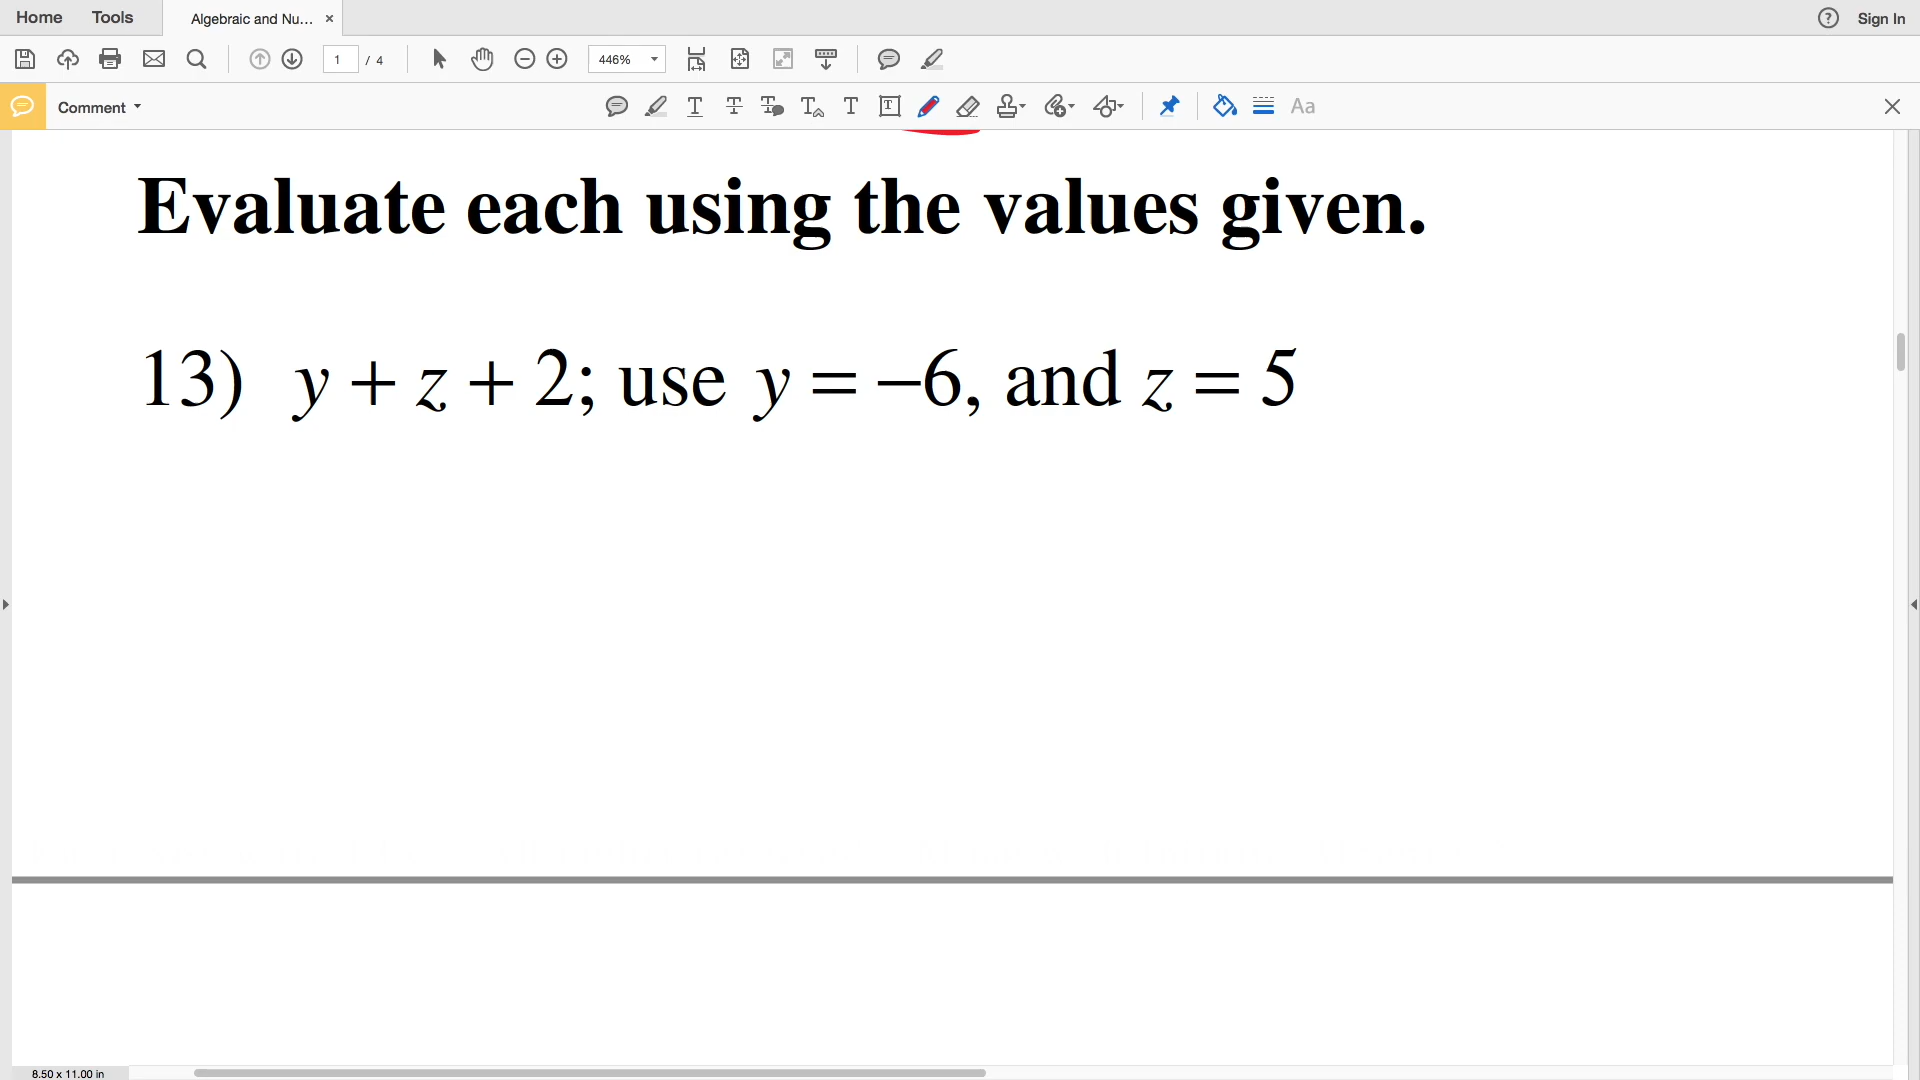 Home Tools Algebraic and Nu... × ? Sign In
1 / 4 446%
Comment Aa
Evaluate each using the values given.
13) y + z + 2; use y = −6, and z = 5
8.50 x 11.00 in